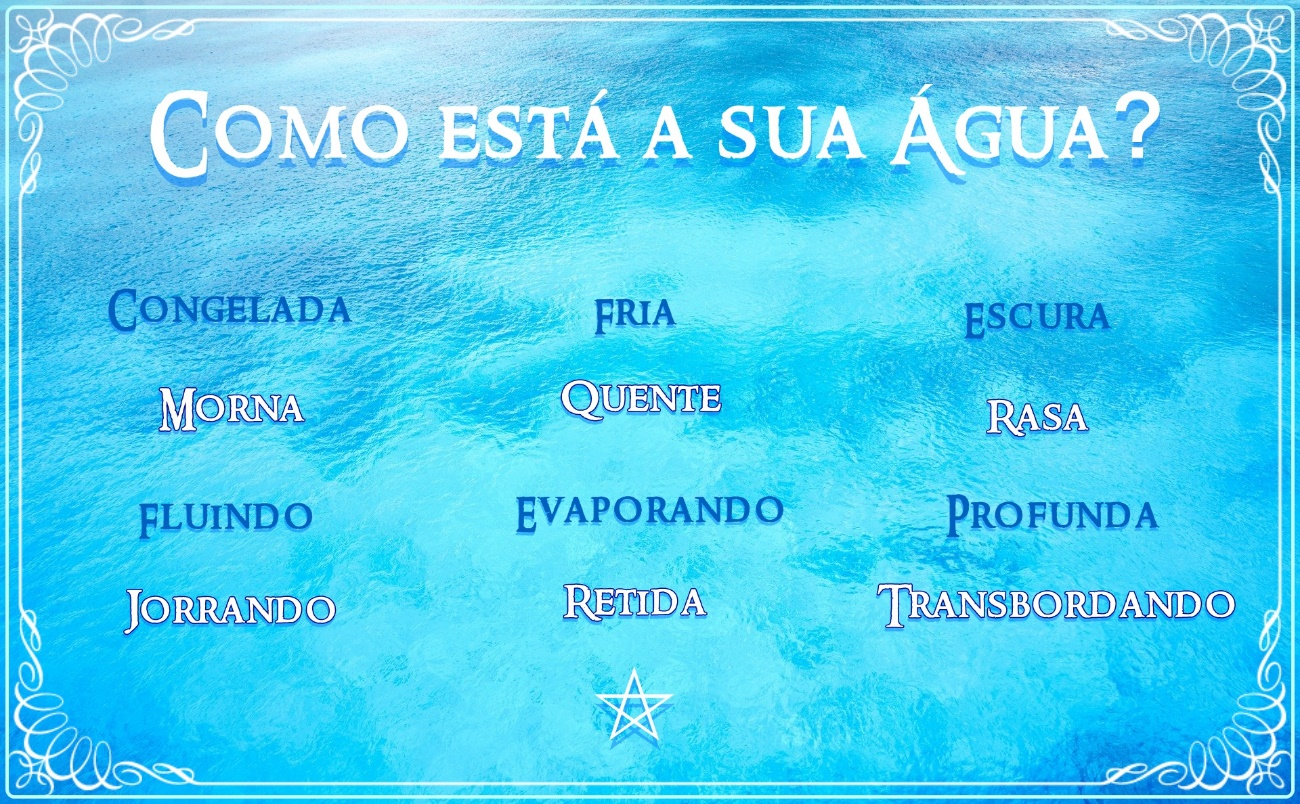 Como está a sua Água?
Congelada Fria Escura
Morna Quente Rasa
Fluindo Evaporando Profunda
Jorrando Retida Transbordando